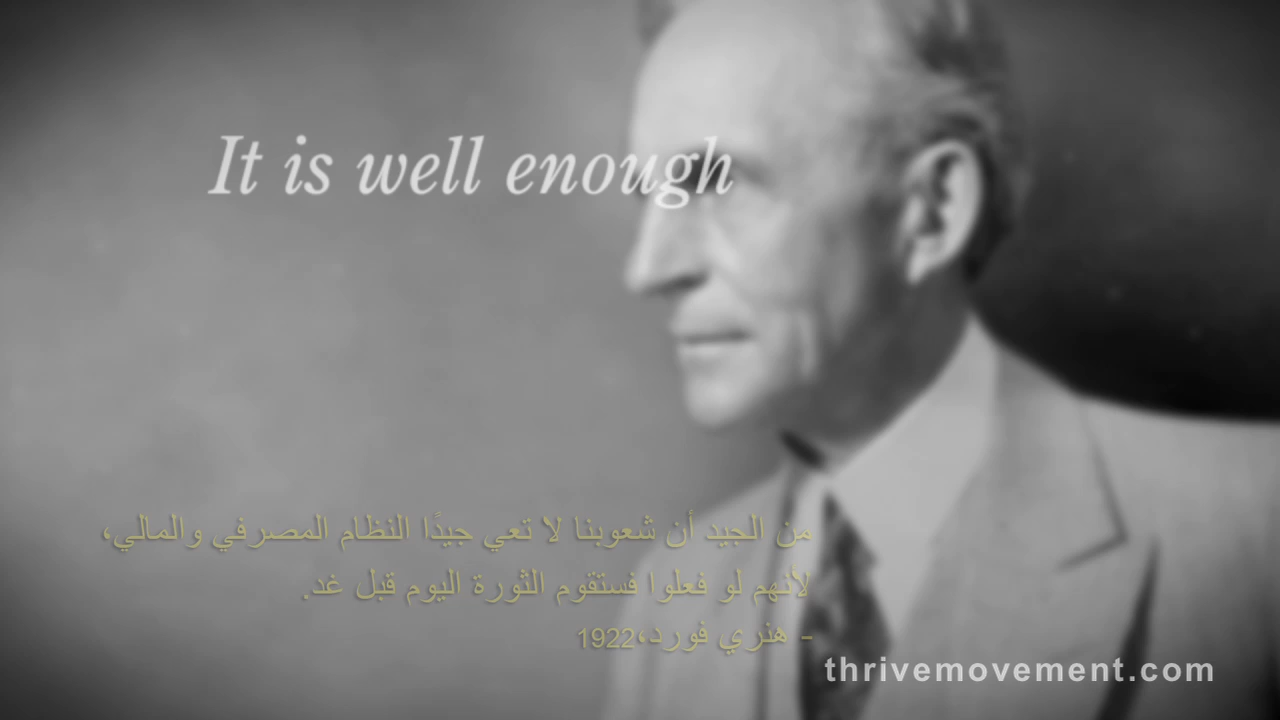 It is well enough
من الجيد أن شعوبنا لا تعي جيدًا النظام المصرفي والمالي،
لأنهم لو فعلوا فستقوم الثورة اليوم قبل غد.
- هنري فورد،1922
thrivemovement.com